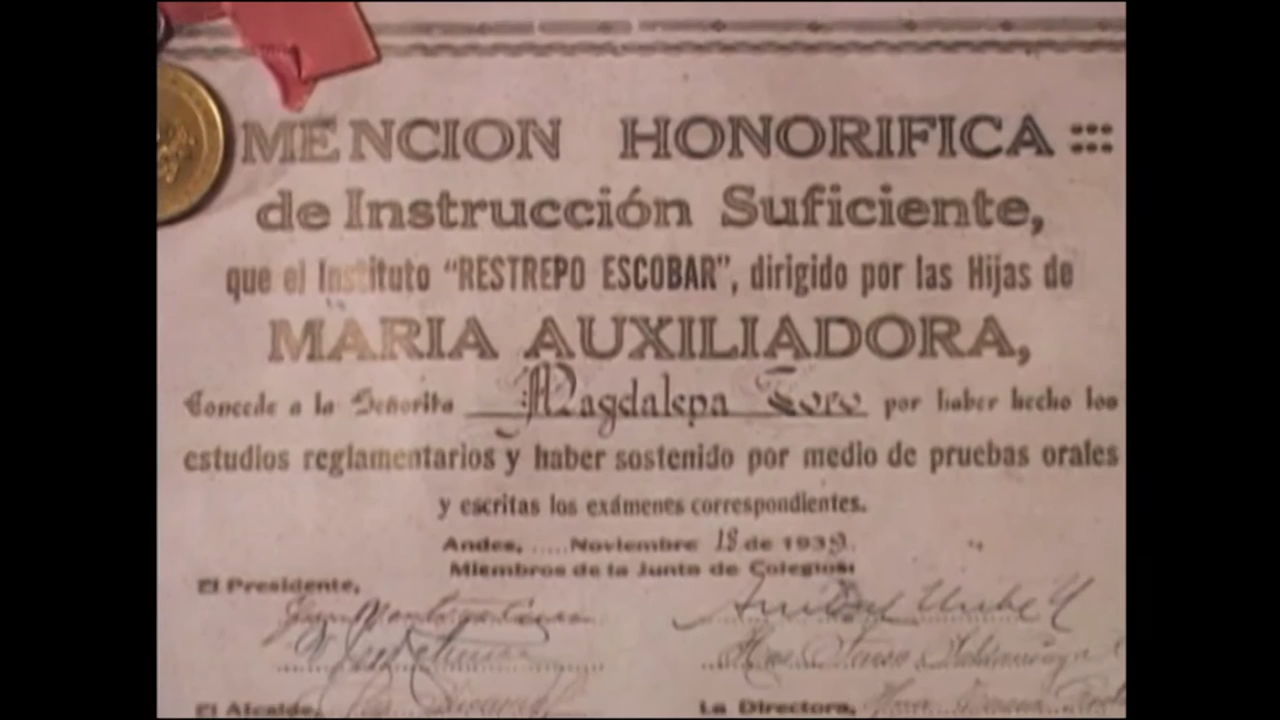 MENCION HONORIFICA :::
de Instrucción Suficiente,
que el Instituto "RESTREPO ESCOBAR", dirigido por las Hijas de
MARIA AUXILIADORA,
Concede a la Señorita Magdalena Toro por haber hecho los
estudios reglamentarios y haber sostenido por medio de pruebas orales
y escritas los exámenes correspondientes.
Andes, ..... Noviembre 18 de 1939.
Miembros de la Junta de Colegios:
El Presidente,
Anibal Uribe
El Alcalde,
La Directora,